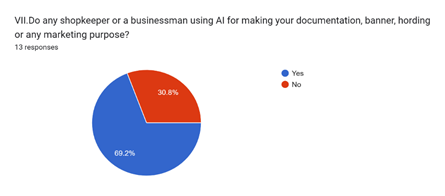 VII.Do any shopkeeper or a businessman using AI for making your documentation, banner, hording
or any marketing purpose?
13 responses
Yes
No
30.8%
69.2%